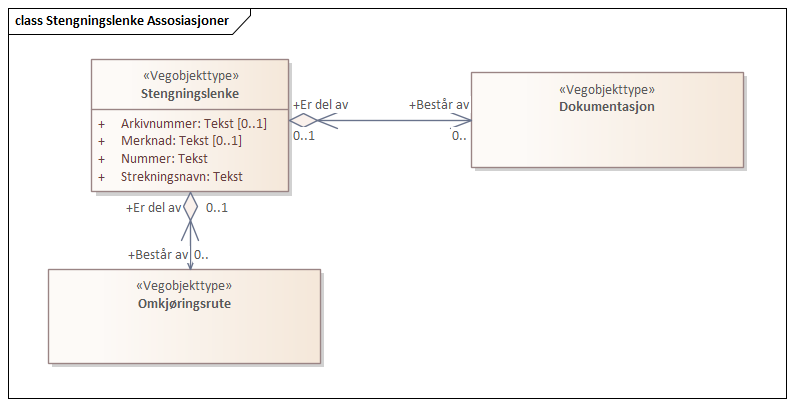 class Stengningslenke Assosiasjoner
«Vegobjekttype»
Stengningslenke
+ Arkivnummer: Tekst [0..1]
+ Merknad: Tekst [0..1]
+ Nummer: Tekst
+ Strekningsnavn: Tekst
+Er del av
0..1
+Består av
0..
«Vegobjekttype»
Dokumentasjon
+Er del av
0..1
+Består av
0..
«Vegobjekttype»
Omkjøringsrute